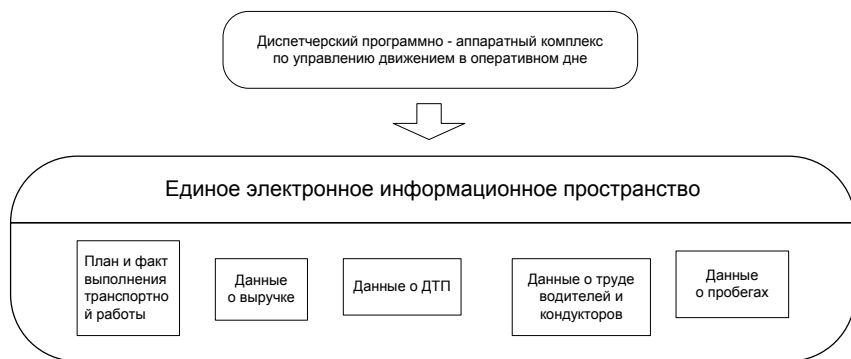 Диспетчерский программно - аппаратный комплекс
по управлению движением в оперативном дне
Единое электронное информационное пространство
План и факт
выполнения
транспортно
й работы
Данные
о выручке
Данные о ДТП
Данные о труде
водителей и
кондукторов
Данные
о пробегах